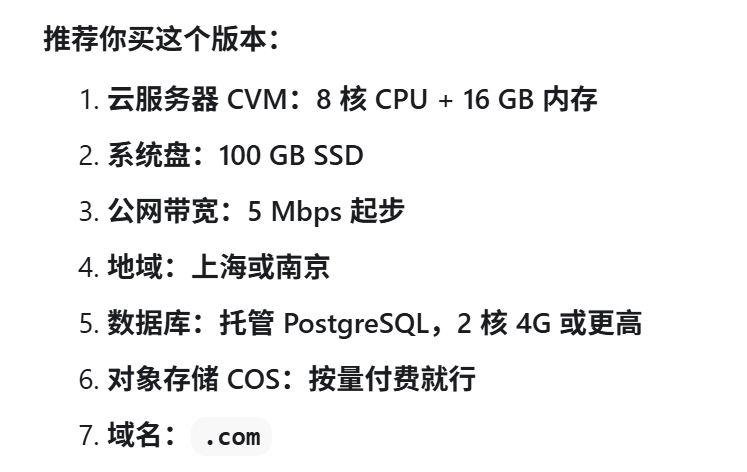 推荐你买这个版本：
1. 云服务器 CVM：8 核 CPU + 16 GB 内存
2. 系统盘：100 GB SSD
3. 公网带宽：5 Mbps 起步
4. 地域：上海或南京
5. 数据库：托管 PostgreSQL，2 核 4G 或更高
6. 对象存储 COS：按量付费就行
7. 域名： .com